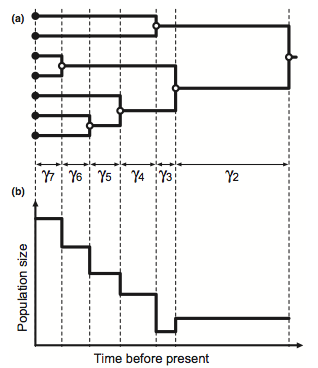 (a)
γ7 γ6 γ5 γ4 γ3 γ2
(b)
Population size
Time before present